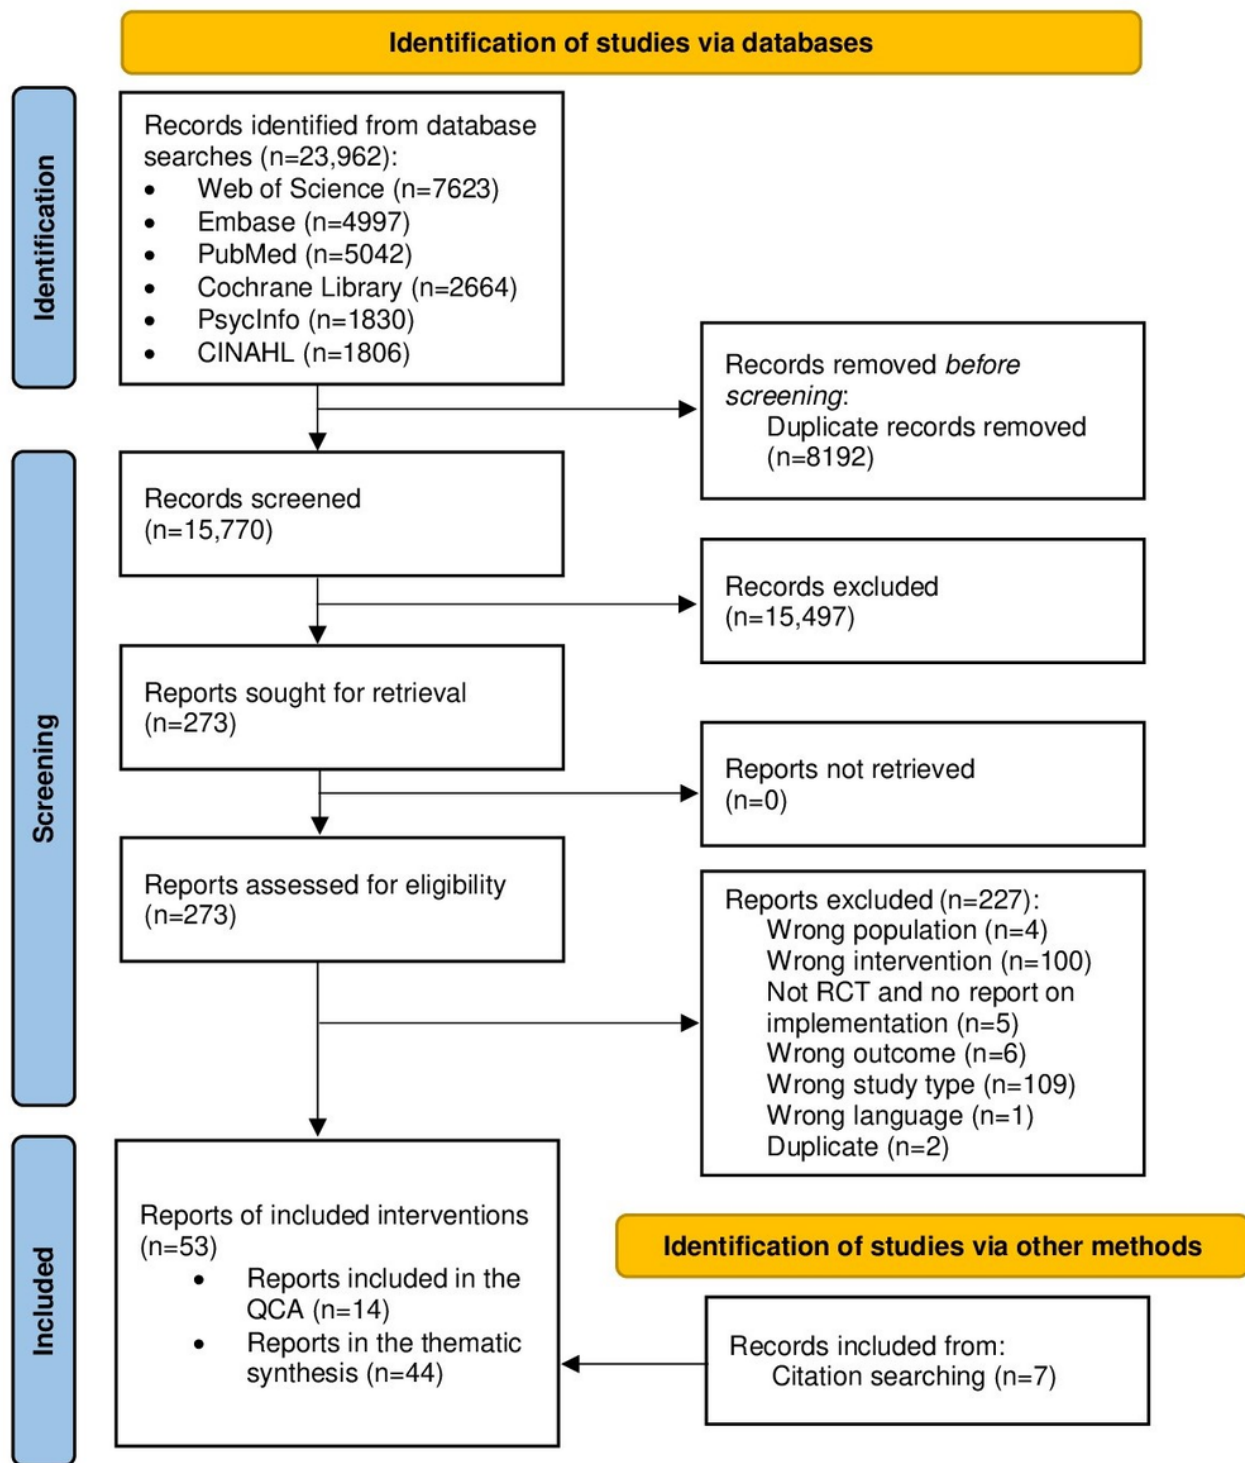 Identification of studies via databases
Identification
Records identified from database
searches (n=23,962):
• Web of Science (n=7623)
• Embase (n=4997)
• PubMed (n=5042)
• Cochrane Library (n=2664)
• PsycInfo (n=1830)
• CINAHL (n=1806)
Records removed before
screening:
Duplicate records removed
(n=8192)
Screening
Records screened
(n=15,770)
Records excluded
(n=15,497)
Reports sought for retrieval
(n=273)
Reports not retrieved
(n=0)
Reports assessed for eligibility
(n=273)
Reports excluded (n=227):
Wrong population (n=4)
Wrong intervention (n=100)
Not RCT and no report on
implementation (n=5)
Wrong outcome (n=6)
Wrong study type (n=109)
Wrong language (n=1)
Duplicate (n=2)
Included
Reports of included interventions
(n=53)
• Reports included in the
QCA (n=14)
• Reports in the thematic
synthesis (n=44)
Identification of studies via other methods
Records included from:
Citation searching (n=7)